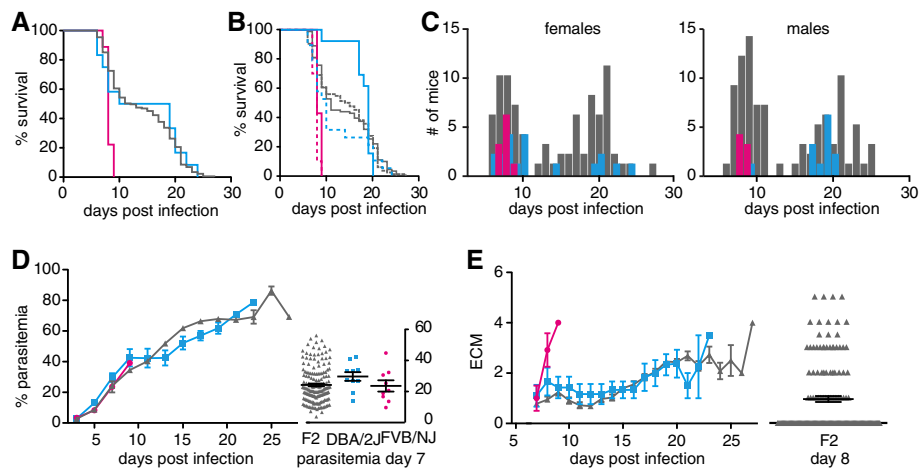 A
% survival
100
80
60
40
20
0
0 10 20 30
days post infection
B
% survival
100
80
60
40
20
0
0 10 20 30
days post infection
C
# of mice
females
15
10
5
0
0 10 20 30
males
15
10
5
0
0 10 20 30
days post infection
D
% parasitemia
100
80
60
40
20
0
5 10 15 20 25
days post infection
60
40
20
0
F2 DBA/2J FVB/NJ
parasitemia day 7
E
ECM
6
4
2
0
5 10 15 20 25
days post infection
F2
day 8